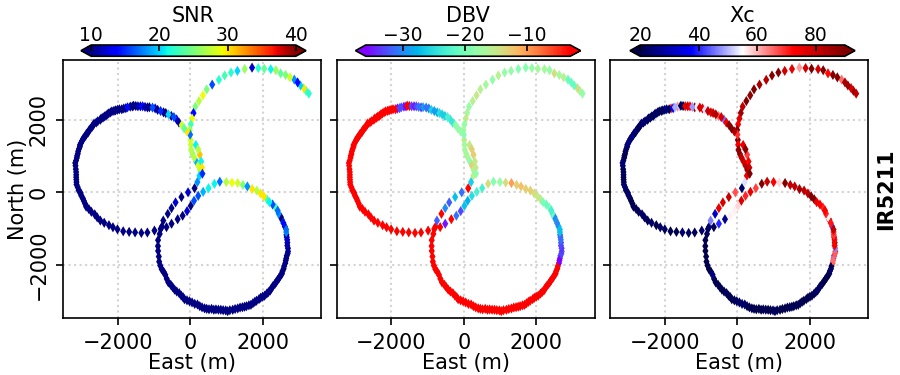 SNR DBV Xc
10 20 30 40 −30 −20 −10 20 40 60 80
North (m)
2000
0
−2000
IR5211
−2000 0 2000 −2000 0 2000 −2000 0 2000
East (m) East (m) East (m)